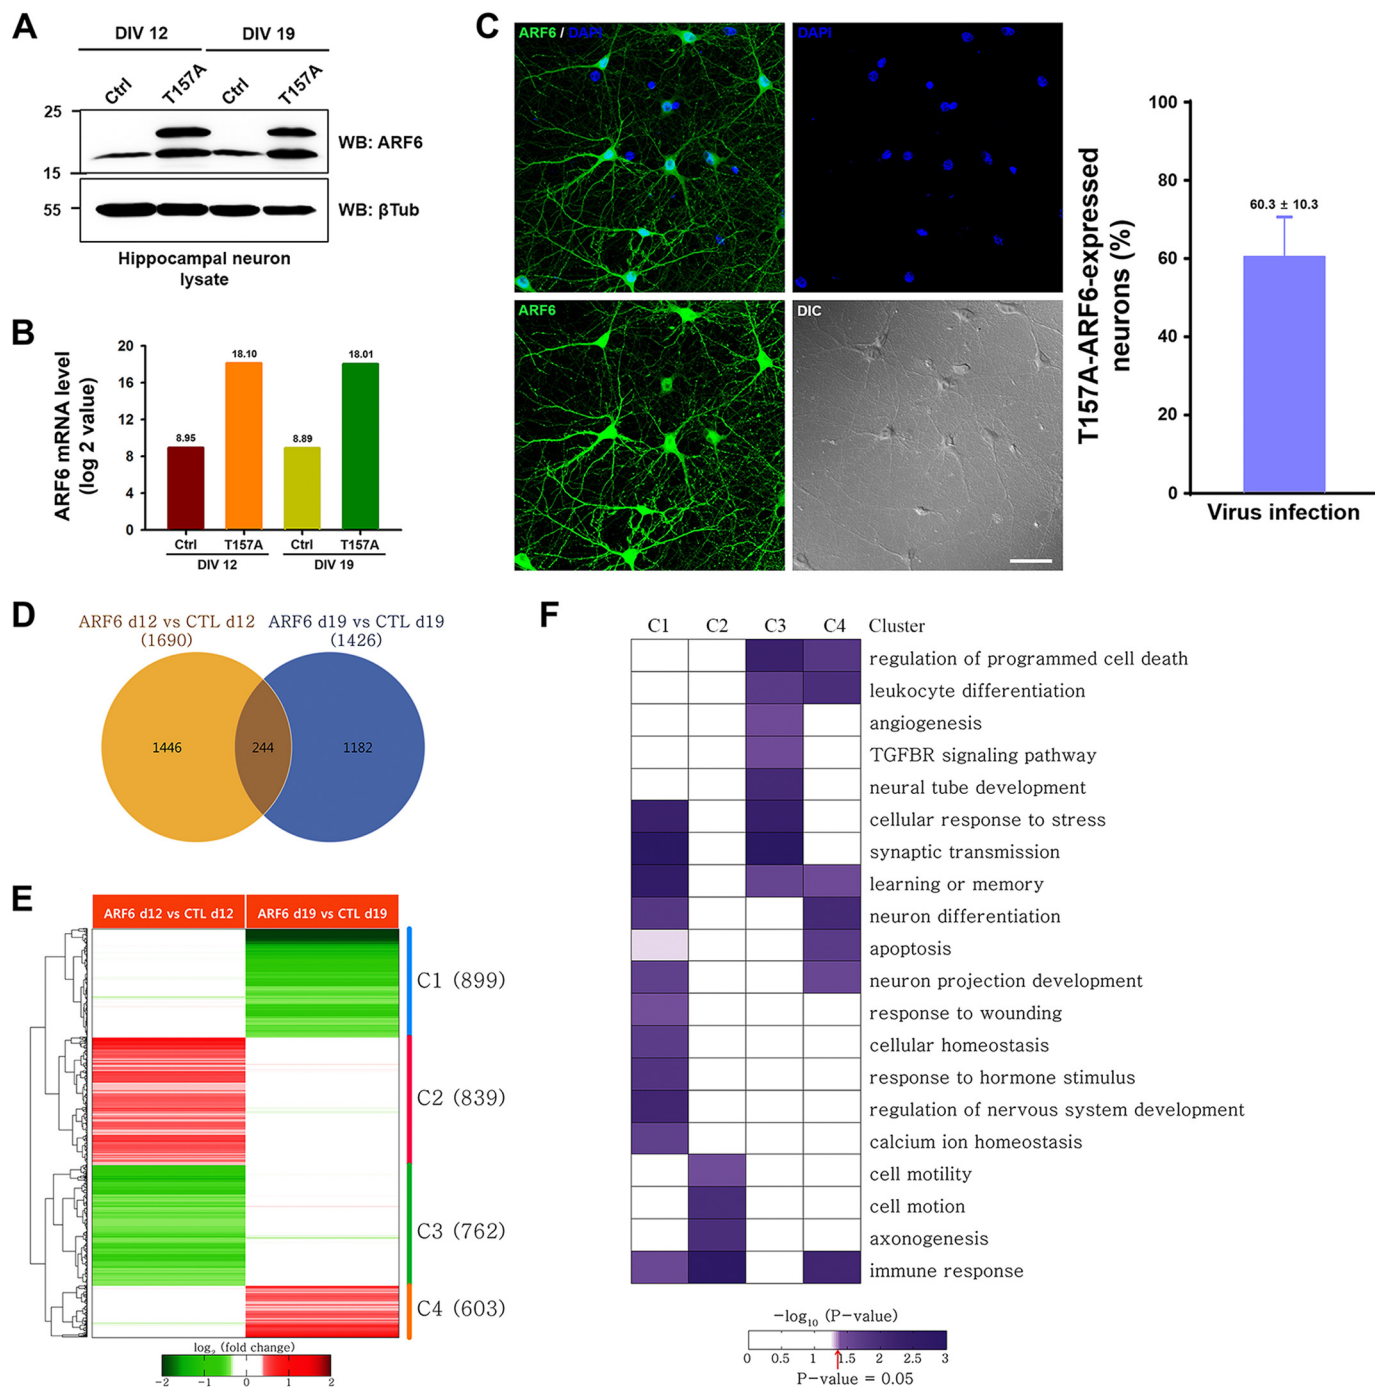 A
DIV 12 DIV 19
Ctrl T157A Ctrl T157A
25
WB: ARF6
15
55
WB: βTub
Hippocampal neuron
lysate
B
ARF6 mRNA level
(log 2 value)
20
16
12
8
4
0
8.95 18.10 8.89 18.01
Ctrl T157A Ctrl T157A
DIV 12 DIV 19
C
ARF6 / DAPI
DAPI
ARF6
DIC
T157A-ARF6-expressed
neurons (%)
100
80
60
40
20
0
60.3 ± 10.3
Virus infection
D
ARF6 d12 vs CTL d12
(1690)
ARF6 d19 vs CTL d19
(1426)
1446 244 1182
E
ARF6 d12 vs CTL d12 ARF6 d19 vs CTL d19
C1 (899)
C2 (839)
C3 (762)
C4 (603)
log2 (fold change)
−2 −1 0 1 2
F
C1 C2 C3 C4 Cluster
regulation of programmed cell death
leukocyte differentiation
angiogenesis
TGFBR signaling pathway
neural tube development
cellular response to stress
synaptic transmission
learning or memory
neuron differentiation
apoptosis
neuron projection development
response to wounding
cellular homeostasis
response to hormone stimulus
regulation of nervous system development
calcium ion homeostasis
cell motility
cell motion
axonogenesis
immune response
−log10 (P−value)
0 0.5 1 1.5 2 2.5 3
P−value = 0.05